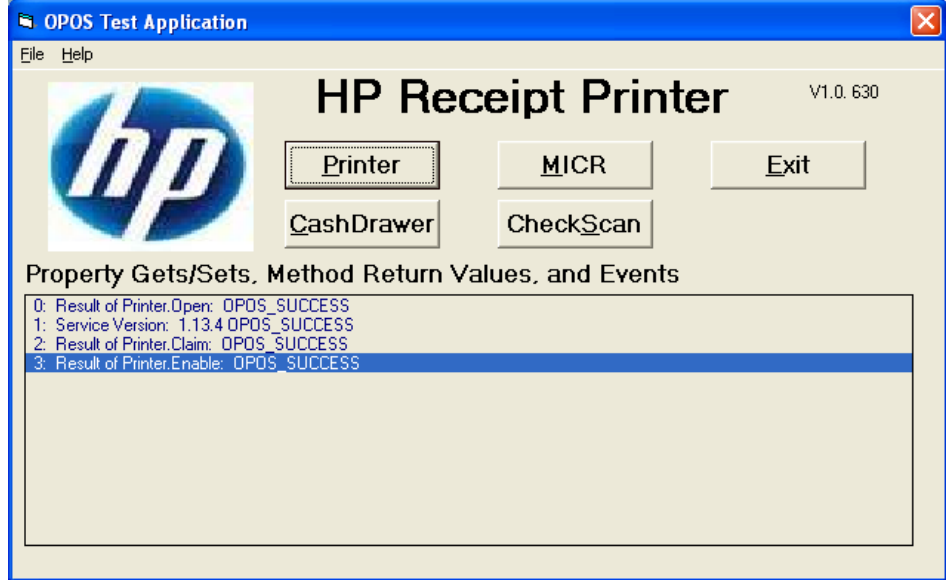 OPOS Test Application
File Help
hp
HP Receipt Printer
V1.0. 630
Printer
MICR
Exit
CashDrawer
CheckScan
Property Gets/Sets, Method Return Values, and Events
0: Result of Printer.Open: OPOS_SUCCESS
1: Service Version: 1.13.4 OPOS_SUCCESS
2: Result of Printer.Claim: OPOS_SUCCESS
3: Result of Printer.Enable: OPOS_SUCCESS